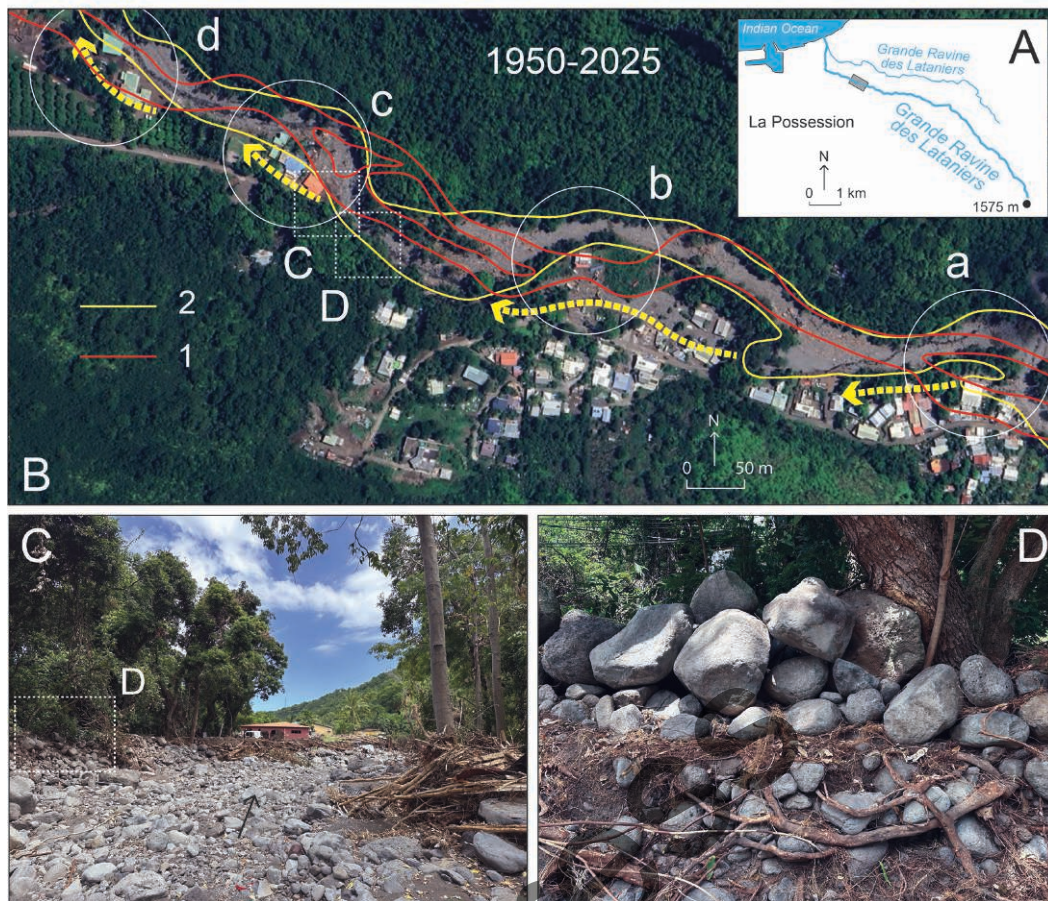 d
1950-2025
c
b
a
2
1
C
D
B
N
0 50 m
A
Indian Ocean
Grande Ravine
des Lataniers
Grande Ravine
des Lataniers
La Possession
N
0 1 km
1575 m
C
D
D